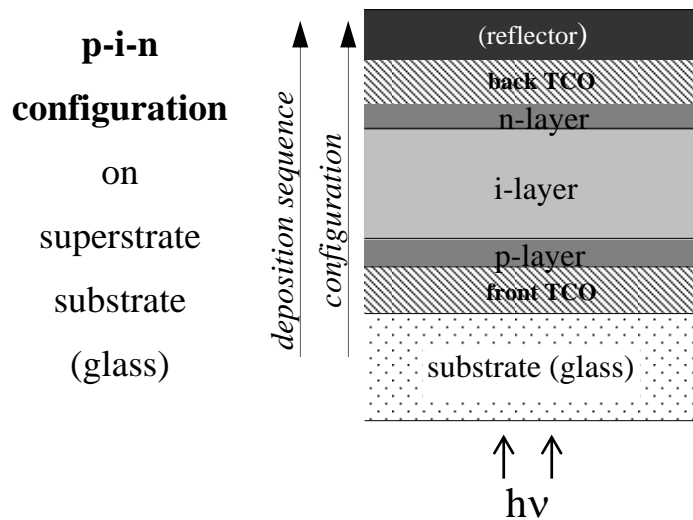 p-i-n
configuration
on
superstrate
substrate
(glass)
deposition sequence
configuration
(reflector)
back TCO
n-layer
i-layer
p-layer
front TCO
substrate (glass)
hν